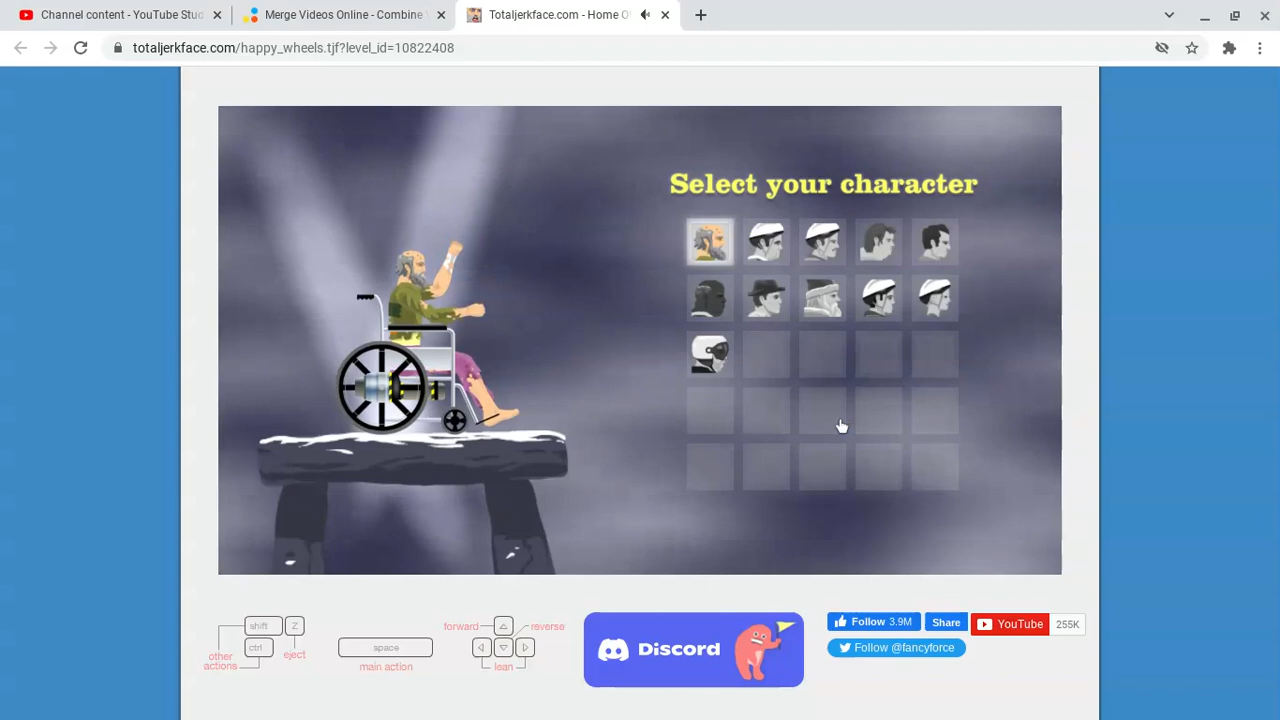 Channel content - YouTube Stud
Merge Videos Online - Combine V
Totaljerkface.com - Home O
totaljerkface.com/happy_wheels.tjf?level_id=10822408
Select your character
shift
Z
ctrl
eject
other
actions
space
main action
forward
reverse
lean
Discord
Follow 3.9M
Share
YouTube
255K
Follow @fancyforce